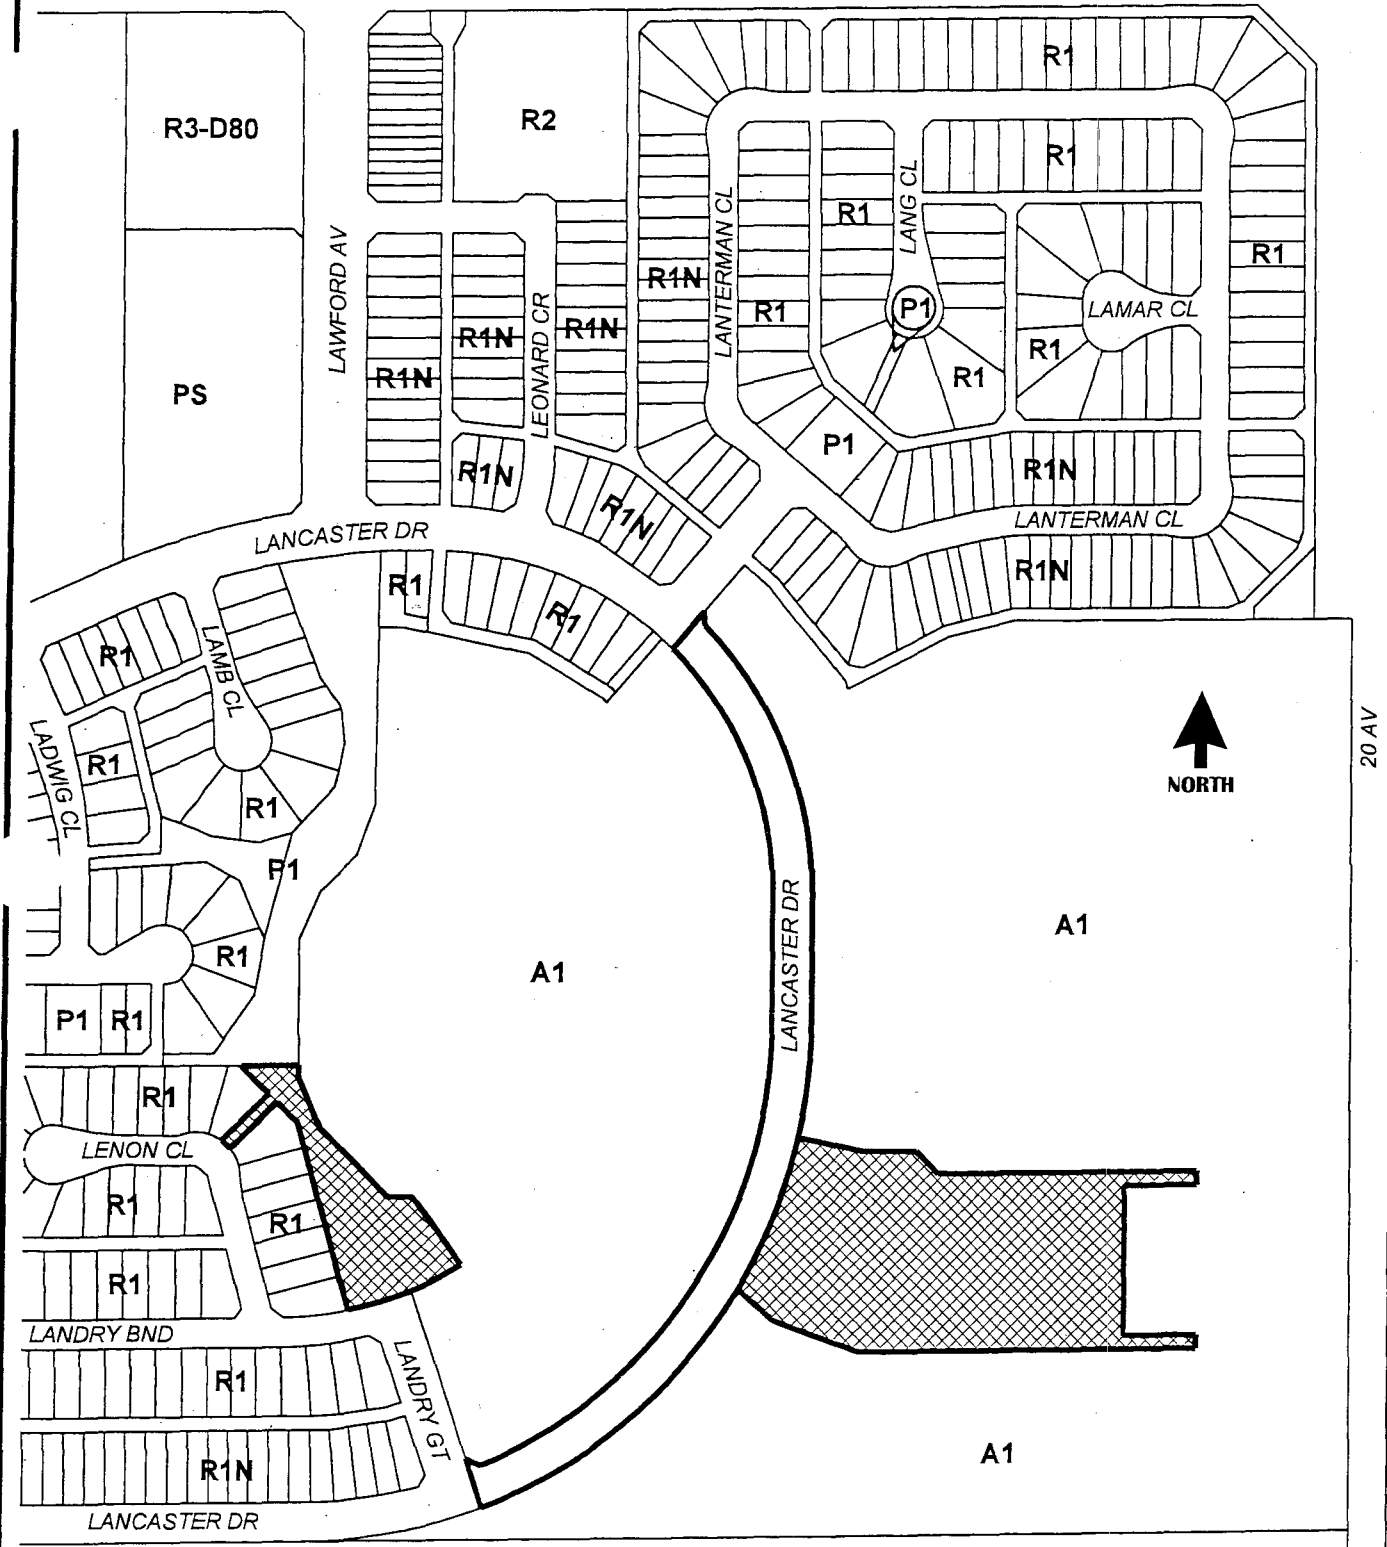 R1
R3-D80
R2
R1
LANG CL
R1
LAWFORD AV
LANTERMAN CL
R1
R1N
LEONARD CR
R1
P1
LAMAR CL
R1N
R1N
R1
R1N
R1
PS
P1
R1N
R1N
R1N
LANTERMAN CL
LANCASTER DR
R1
R1N
R1
R1
LAMB CL
LADWIG CL
R1
20 AV
NORTH
R1
P1
A1
LANCASTER DR
R1
A1
P1
R1
R1
LENON CL
R1
R1
R1
LANDRY BND
R1
LANDRY GT
R1N
A1
LANCASTER DR